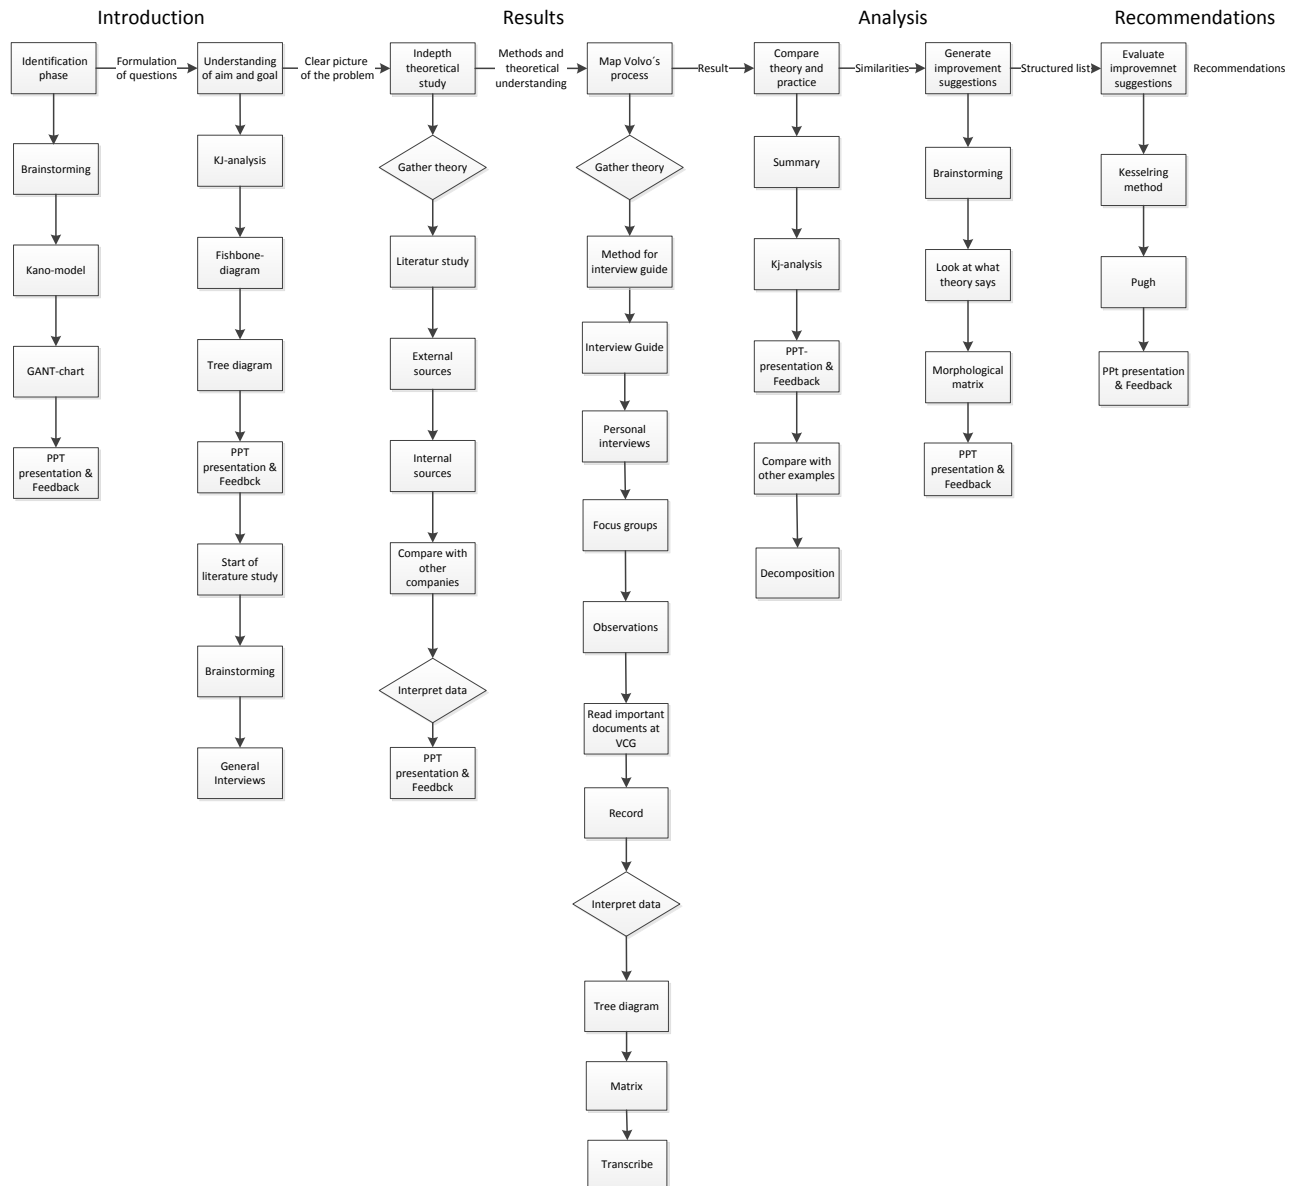 Introduction
Results
Analysis
Recommendations
Identification
phase
Formulation
of questions
Understanding
of aim and goal
Clear picture
of the problem
Indepth
theoretical
study
Methods and
theoretical
understanding
Map Volvo´s
process
Result
Compare
theory and
practice
Similarities
Generate
improvement
suggestions
Structured list
Evaluate
improvemnet
suggestions
Recommendations
Brainstorming
Kano-model
GANT-chart
PPT
presentation &
Feedback
KJ-analysis
Fishbone-
diagram
Tree diagram
PPT
presentation &
Feedbck
Start of
literature study
Brainstorming
General
Interviews
Gather theory
Literatur study
External
sources
Internal
sources
Compare with
other
companies
Interpret data
PPT
presentation &
Feedbck
Gather theory
Method for
interview guide
Interview Guide
Personal
interviews
Focus groups
Observations
Read important
documents at
VCG
Record
Interpret data
Tree diagram
Matrix
Transcribe
Summary
Kj-analysis
PPT-
presentation &
Feedback
Compare with
other examples
Decomposition
Brainstorming
Look at what
theory says
Morphological
matrix
PPT
presentation &
Feedback
Kesselring
method
Pugh
PPt presentation
& Feedback